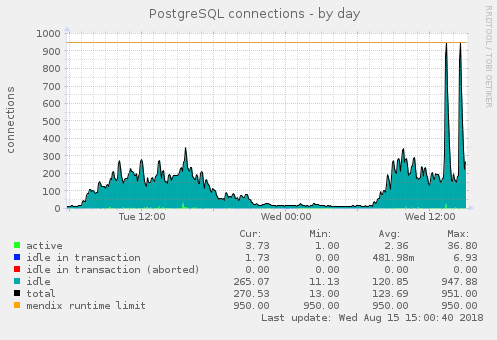 PostgreSQL connections - by day
RRDTOOL / TOBI OETIKER
connections
1000
900
800
700
600
500
400
300
200
100
0
Tue 12:00 Wed 00:00 Wed 12:00
Cur: Min: Avg: Max:
active 3.73 1.00 2.36 36.80
idle in transaction 1.73 0.00 481.98m 6.93
idle in transaction (aborted) 0.00 0.00 0.00 0.00
idle 265.07 11.13 120.85 947.88
total 270.53 13.00 123.69 951.00
mendix runtime limit 950.00 950.00 950.00 950.00
Last update: Wed Aug 15 15:00:40 2018